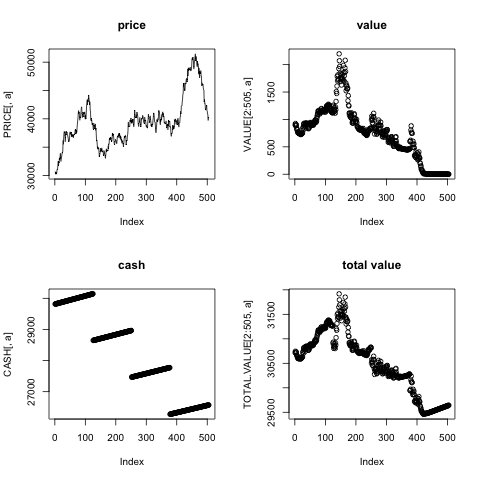 price
PRICE[, a]
30000 40000 50000
0 100 200 300 400 500
Index
value
VALUE[2:505, a]
0 500 1500
0 100 200 300 400 500
Index
cash
CASH[, a]
27000 29000
0 100 200 300 400 500
Index
total value
TOTAL.VALUE[2:505, a]
29500 30500 31500
0 100 200 300 400 500
Index